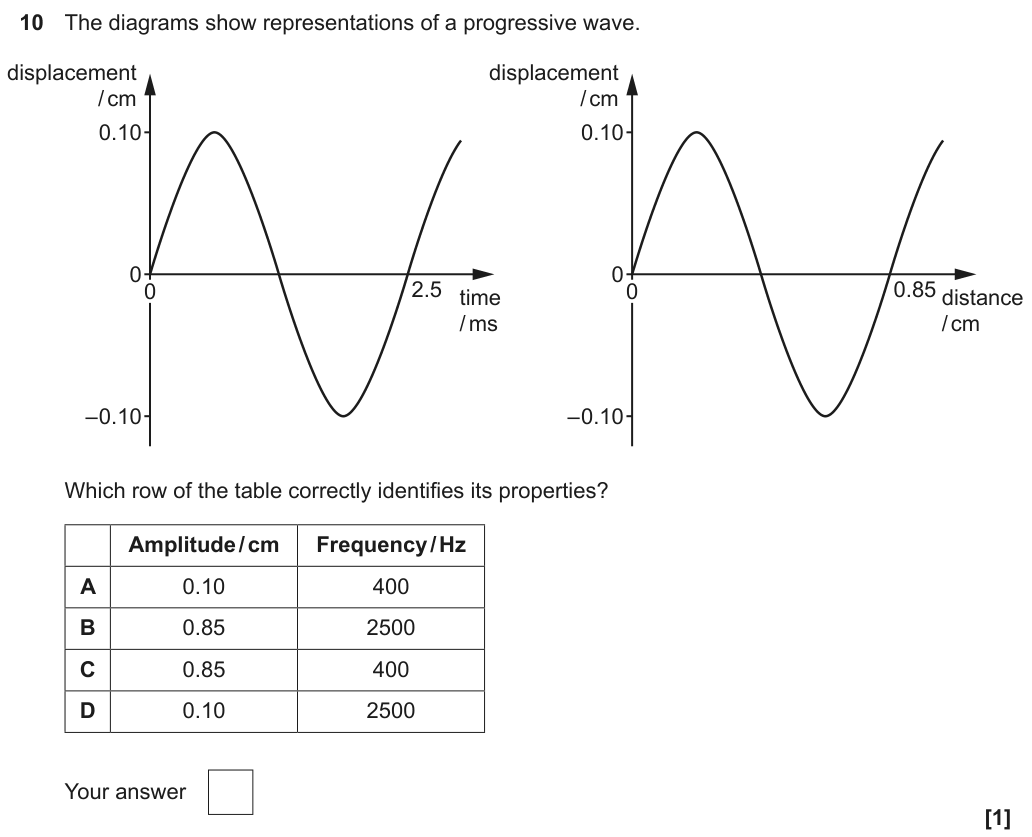 10 The diagrams show representations of a progressive wave.
displacement
/ cm
0.10
0
–0.10
0
2.5
time
/ ms
displacement
/ cm
0.10
0
–0.10
0
0.85
distance
/ cm
Which row of the table correctly identifies its properties?
Amplitude / cm Frequency / Hz
A 0.10 400
B 0.85 2500
C 0.85 400
D 0.10 2500
Your answer
[1]